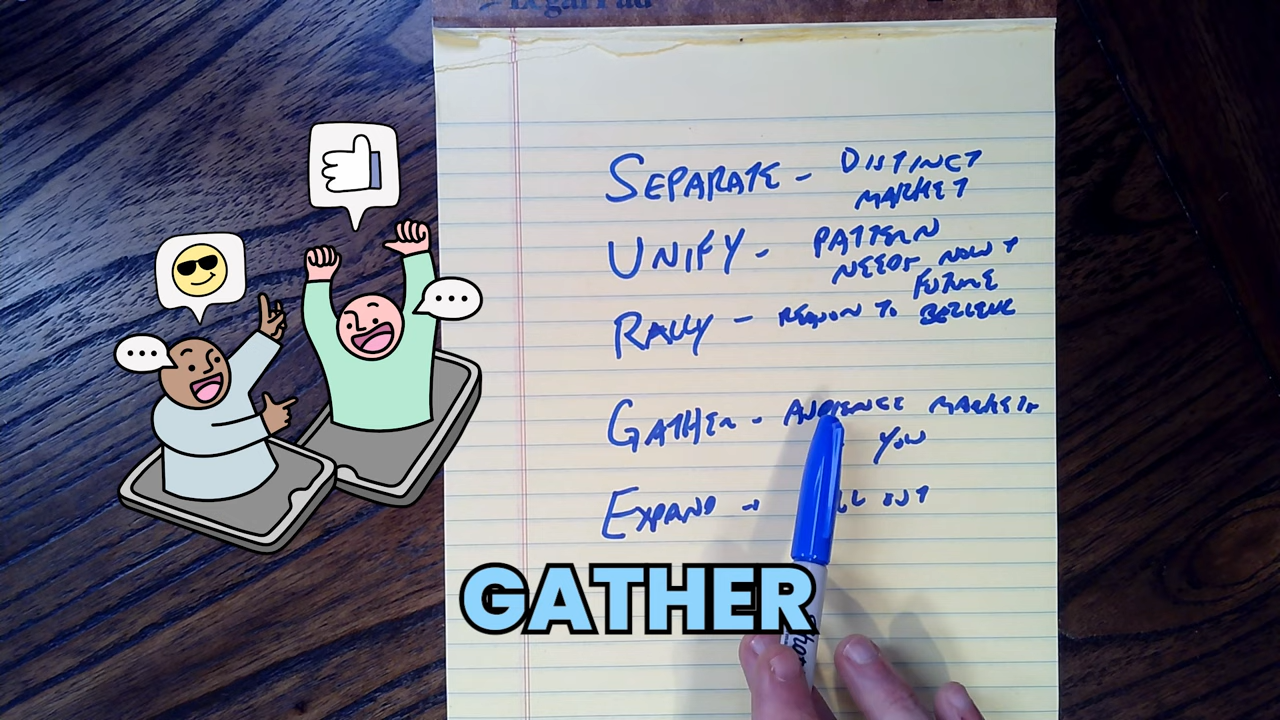 Legal Pad
SEPARATE - DISTINCT
MARKET
UNIFY - PATTERN
NEEDS NOW +
FUTURE
RALLY - REASON TO BELIEVE
GATHER - AUDIENCE MARKETS
YOU
EXPAND - OUT
GATHER